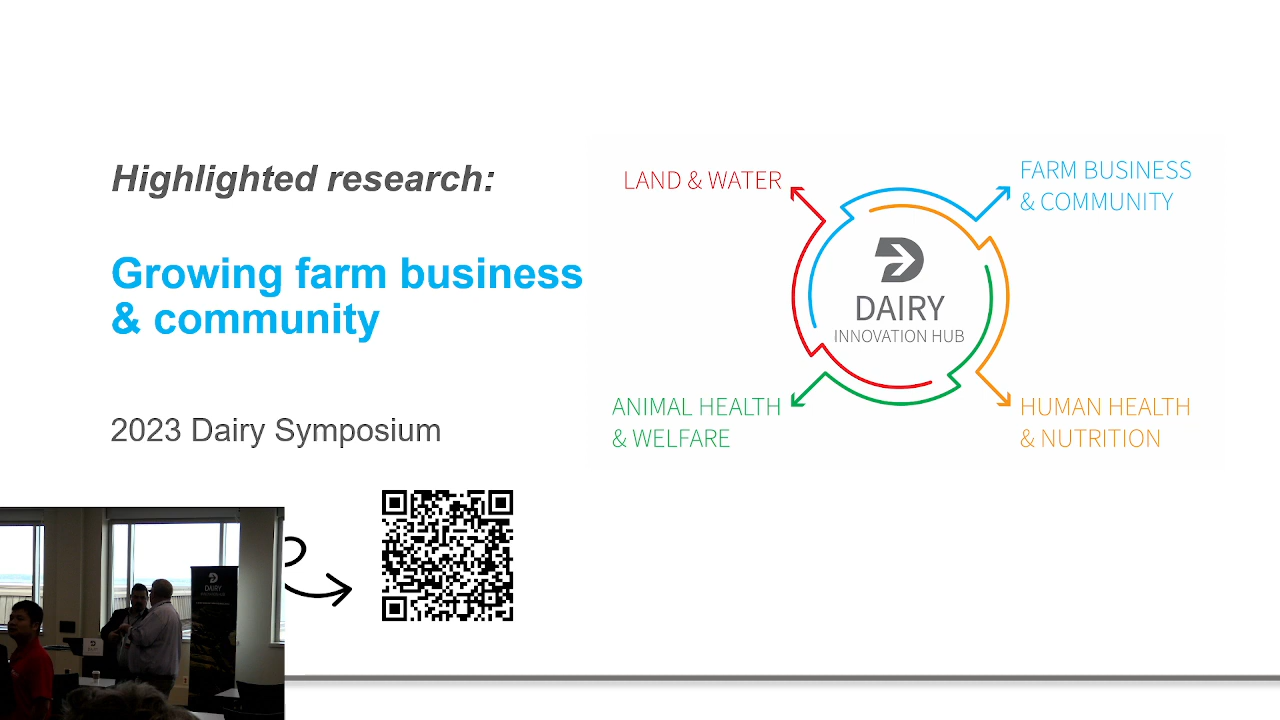 Highlighted research:
Growing farm business
& community
2023 Dairy Symposium
LAND & WATER
FARM BUSINESS
& COMMUNITY
DAIRY
INNOVATION HUB
ANIMAL HEALTH
& WELFARE
HUMAN HEALTH
& NUTRITION
DAIRY